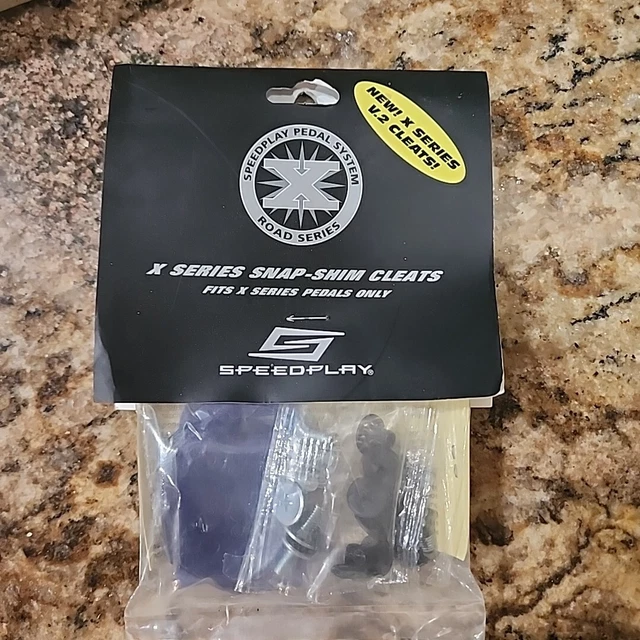 NEW! X SERIES
V.2 CLEATS!
SPEEDPLAY PEDAL SYSTEM
X
ROAD SERIES
X SERIES SNAP-SHIM CLEATS
FITS X SERIES PEDALS ONLY
SPEEDPLAY®